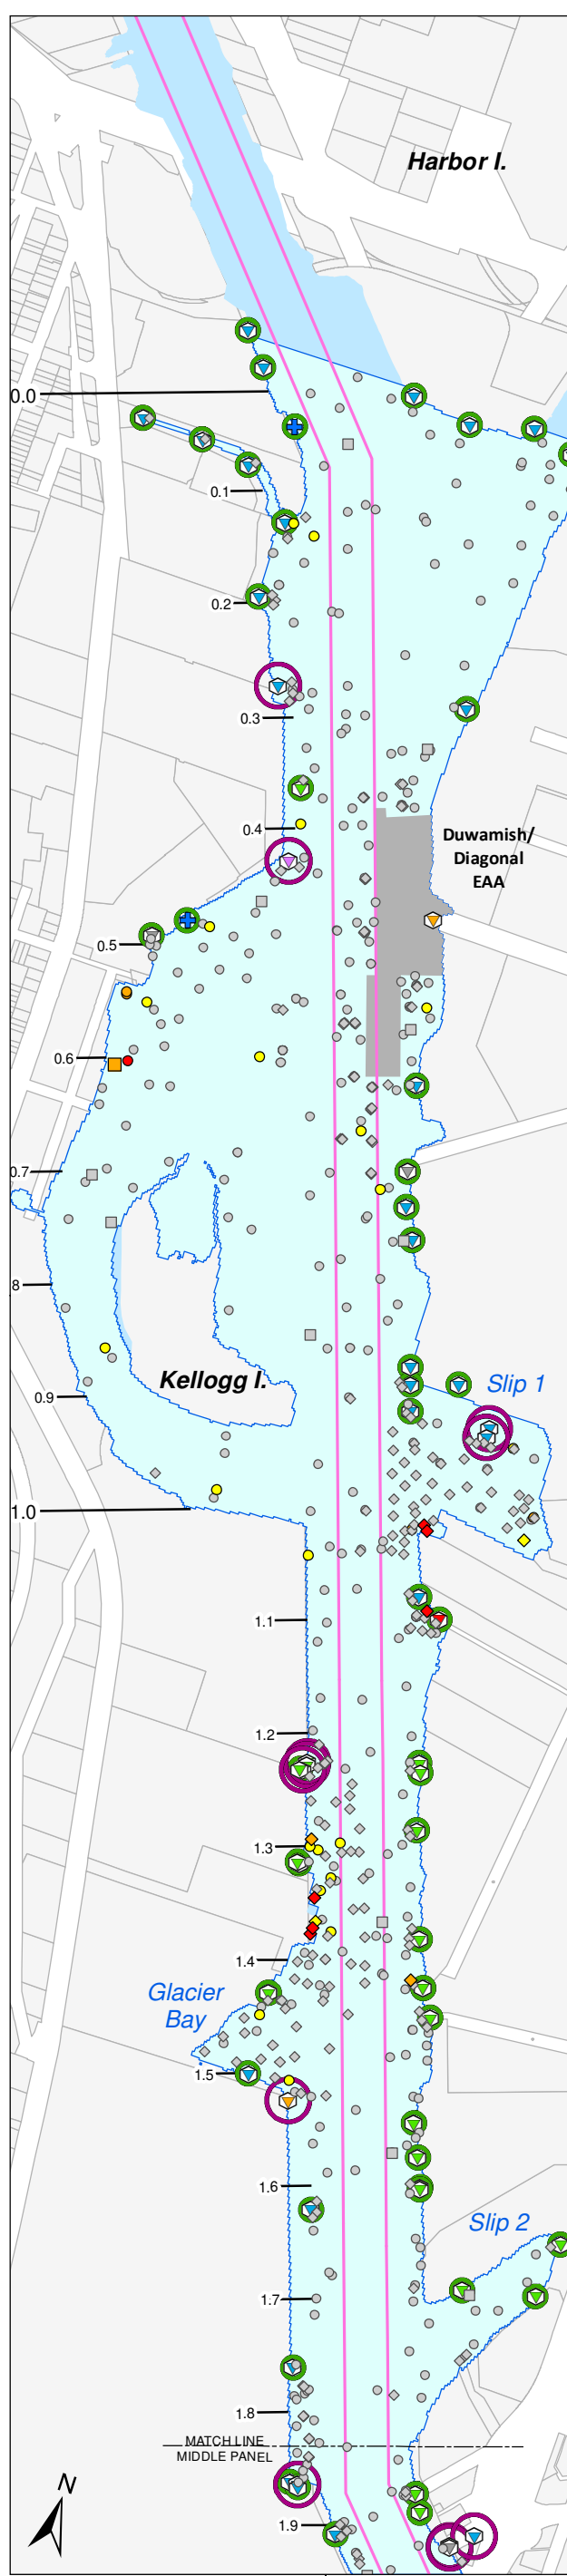 Harbor I.
0.0
0.1
0.2
0.3
0.4
Duwamish/
Diagonal
EAA
0.5
0.6
0.7
8
Kellogg I.
Slip 1
0.9
1.0
1.1
1.2
1.3
1.4
Glacier
Bay
1.5
1.6
Slip 2
1.7
1.8
MATCH LINE
MIDDLE PANEL
N
1.9